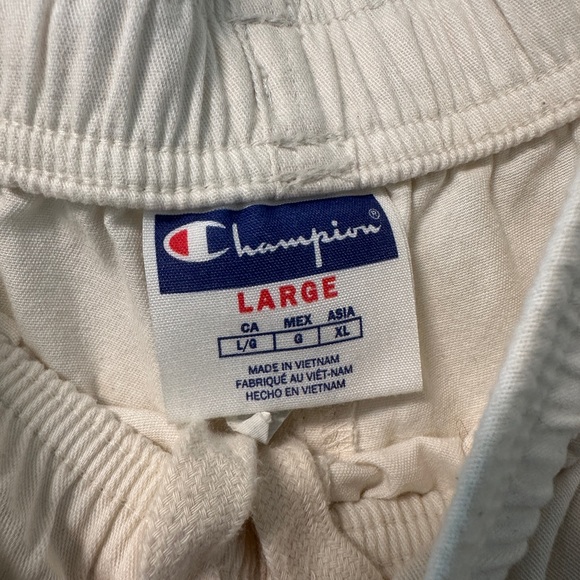 Champion®
LARGE
CA MEX ASIA
L/G G XL
MADE IN VIETNAM
FABRIQUÉ AU VIÊT-NAM
HECHO EN VIETNAM